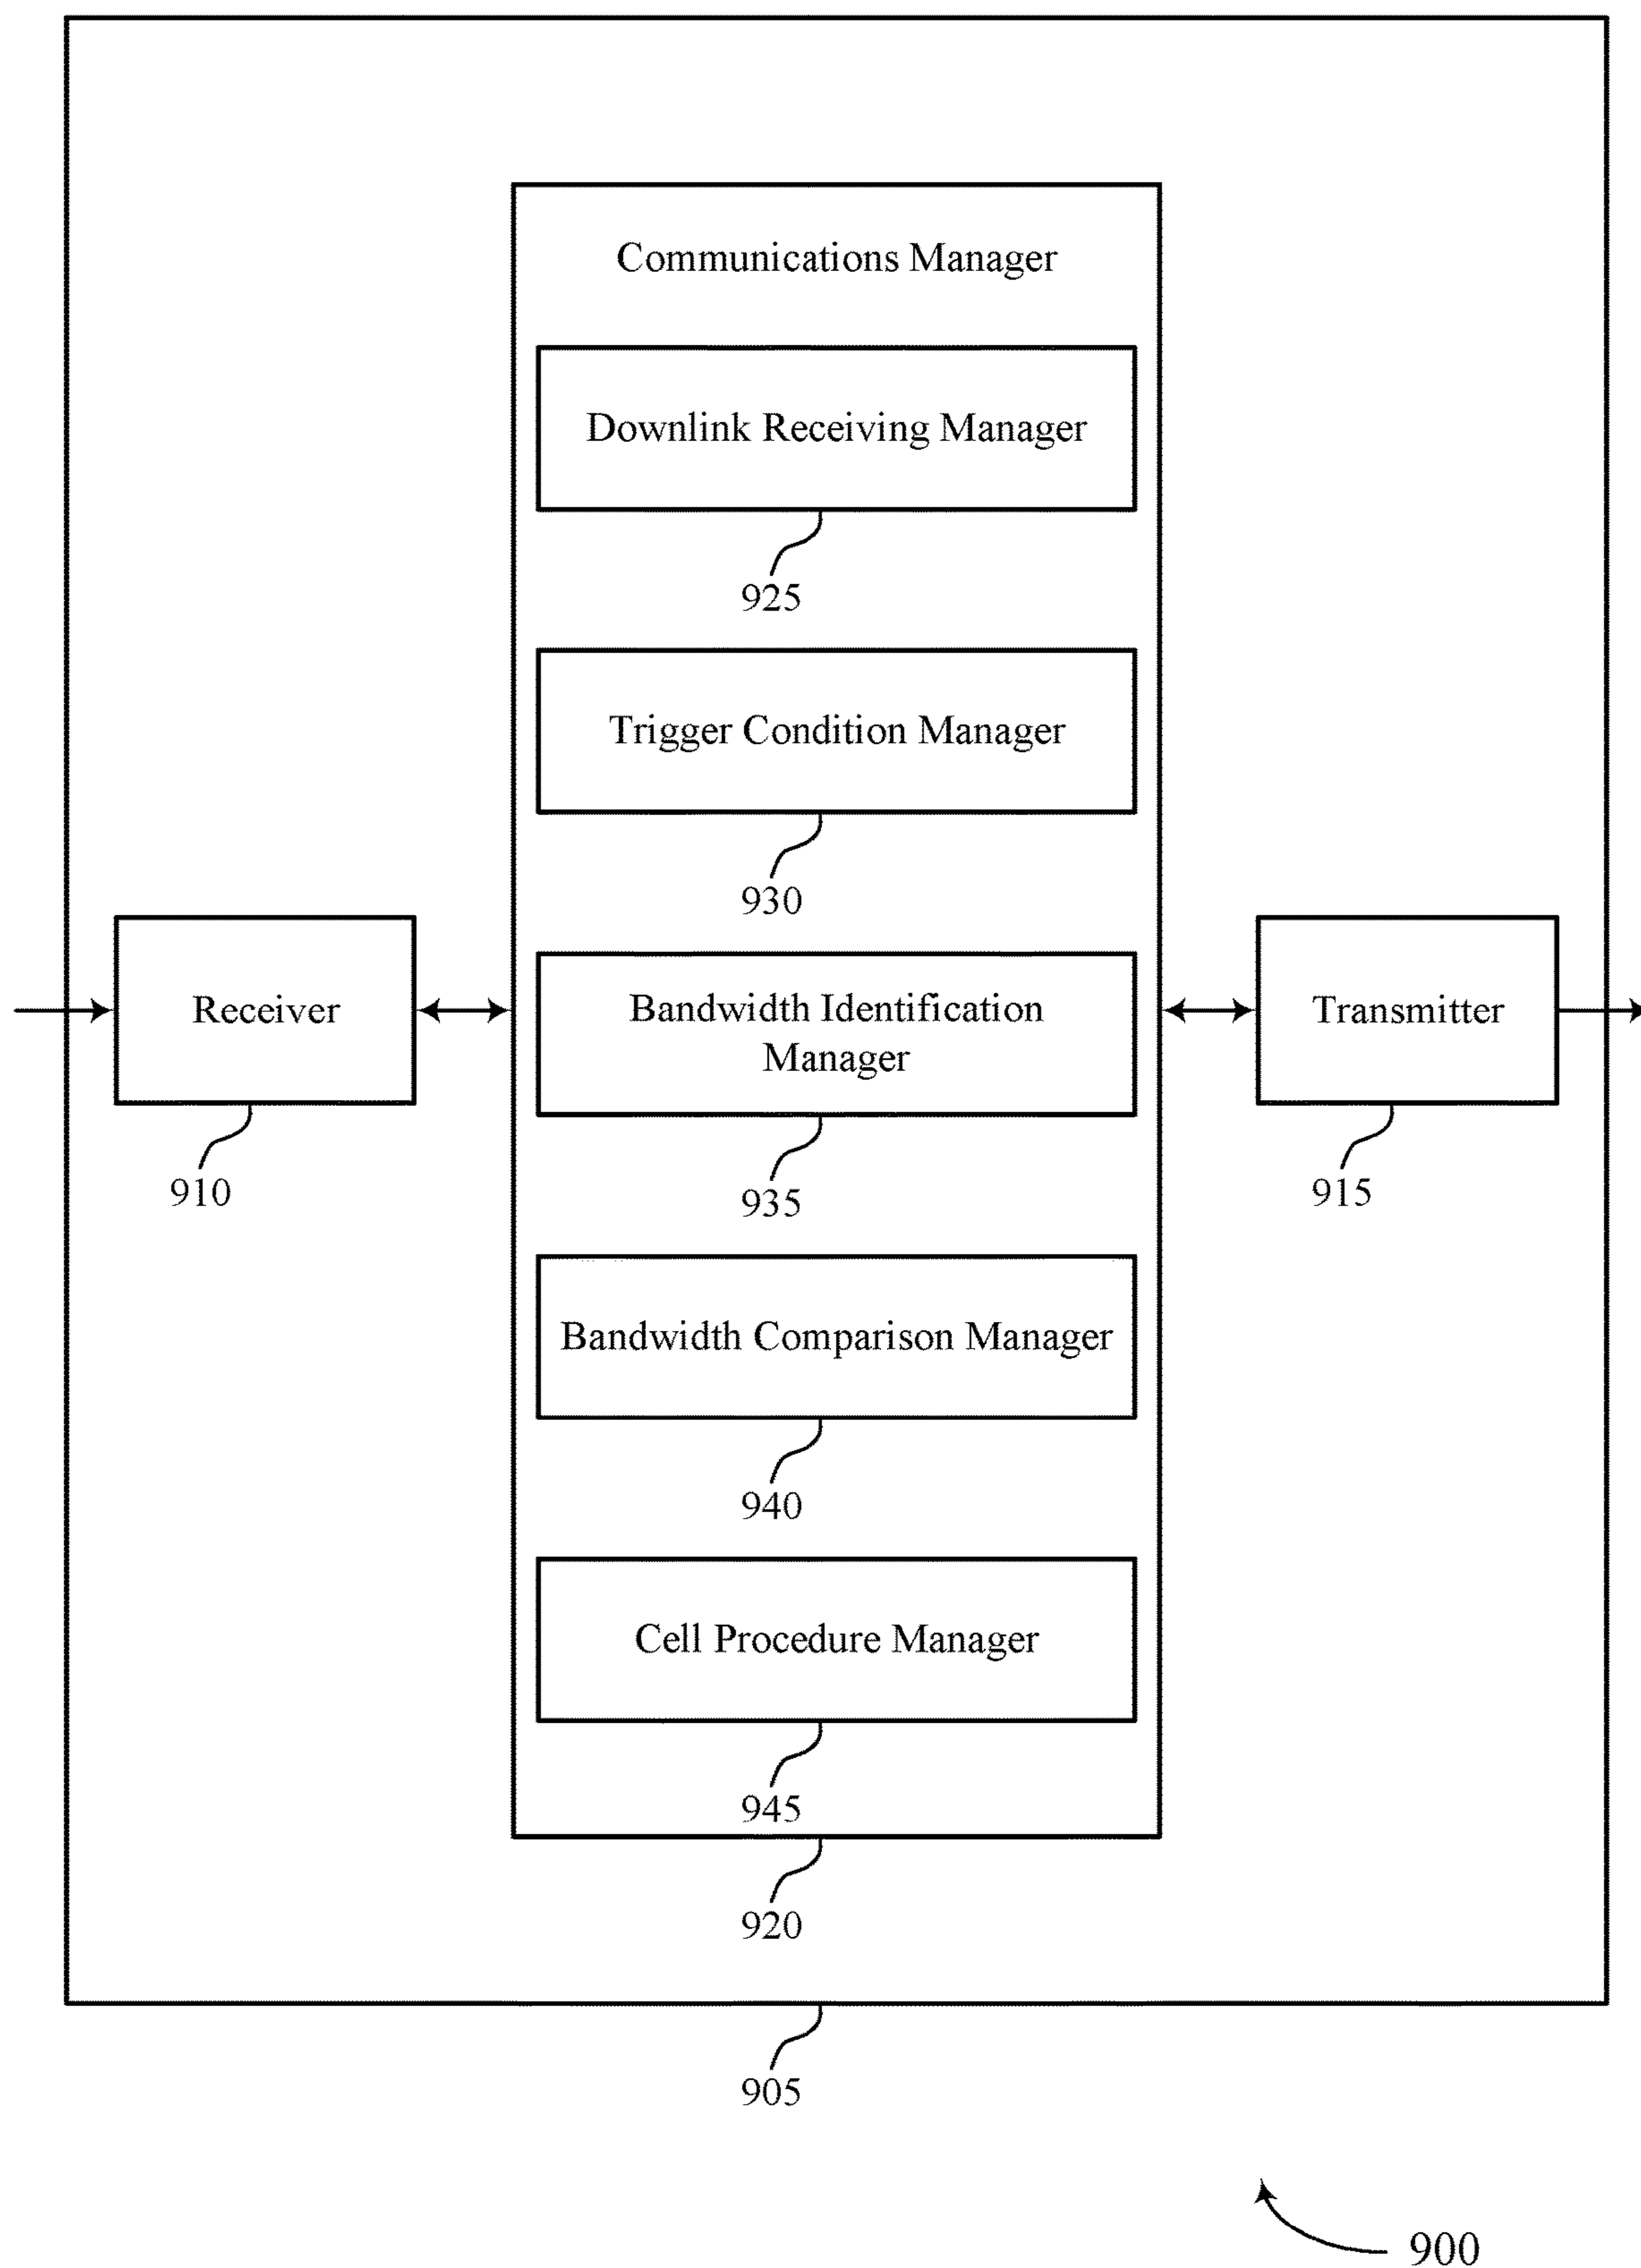 Communications Manager
Downlink Receiving Manager
925
Trigger Condition Manager
930
Receiver
910
Bandwidth Identification
Manager
935
Transmitter
915
Bandwidth Comparison Manager
940
Cell Procedure Manager
945
920
905
900